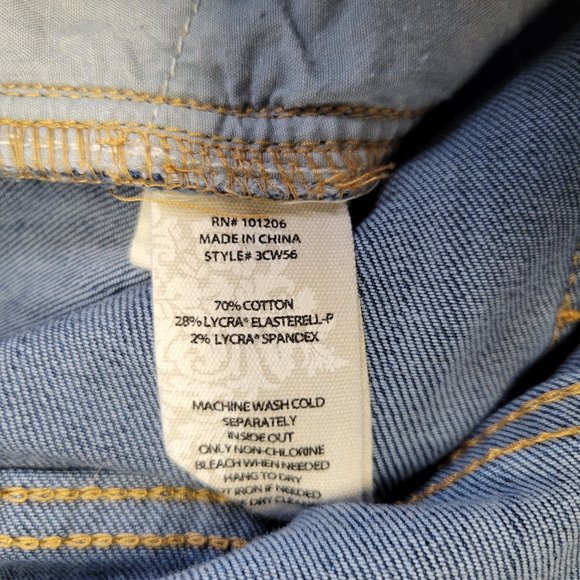 RN# 101206
MADE IN CHINA
STYLE# 3CW56
70% COTTON
28% LYCRA® ELASTERELL-P
2% LYCRA® SPANDEX
MACHINE WASH COLD
SEPARATELY
INSIDE OUT
ONLY NON-CHLORINE
BLEACH WHEN NEEDED
HANG TO DRY
IRON IF NEEDED
DRY